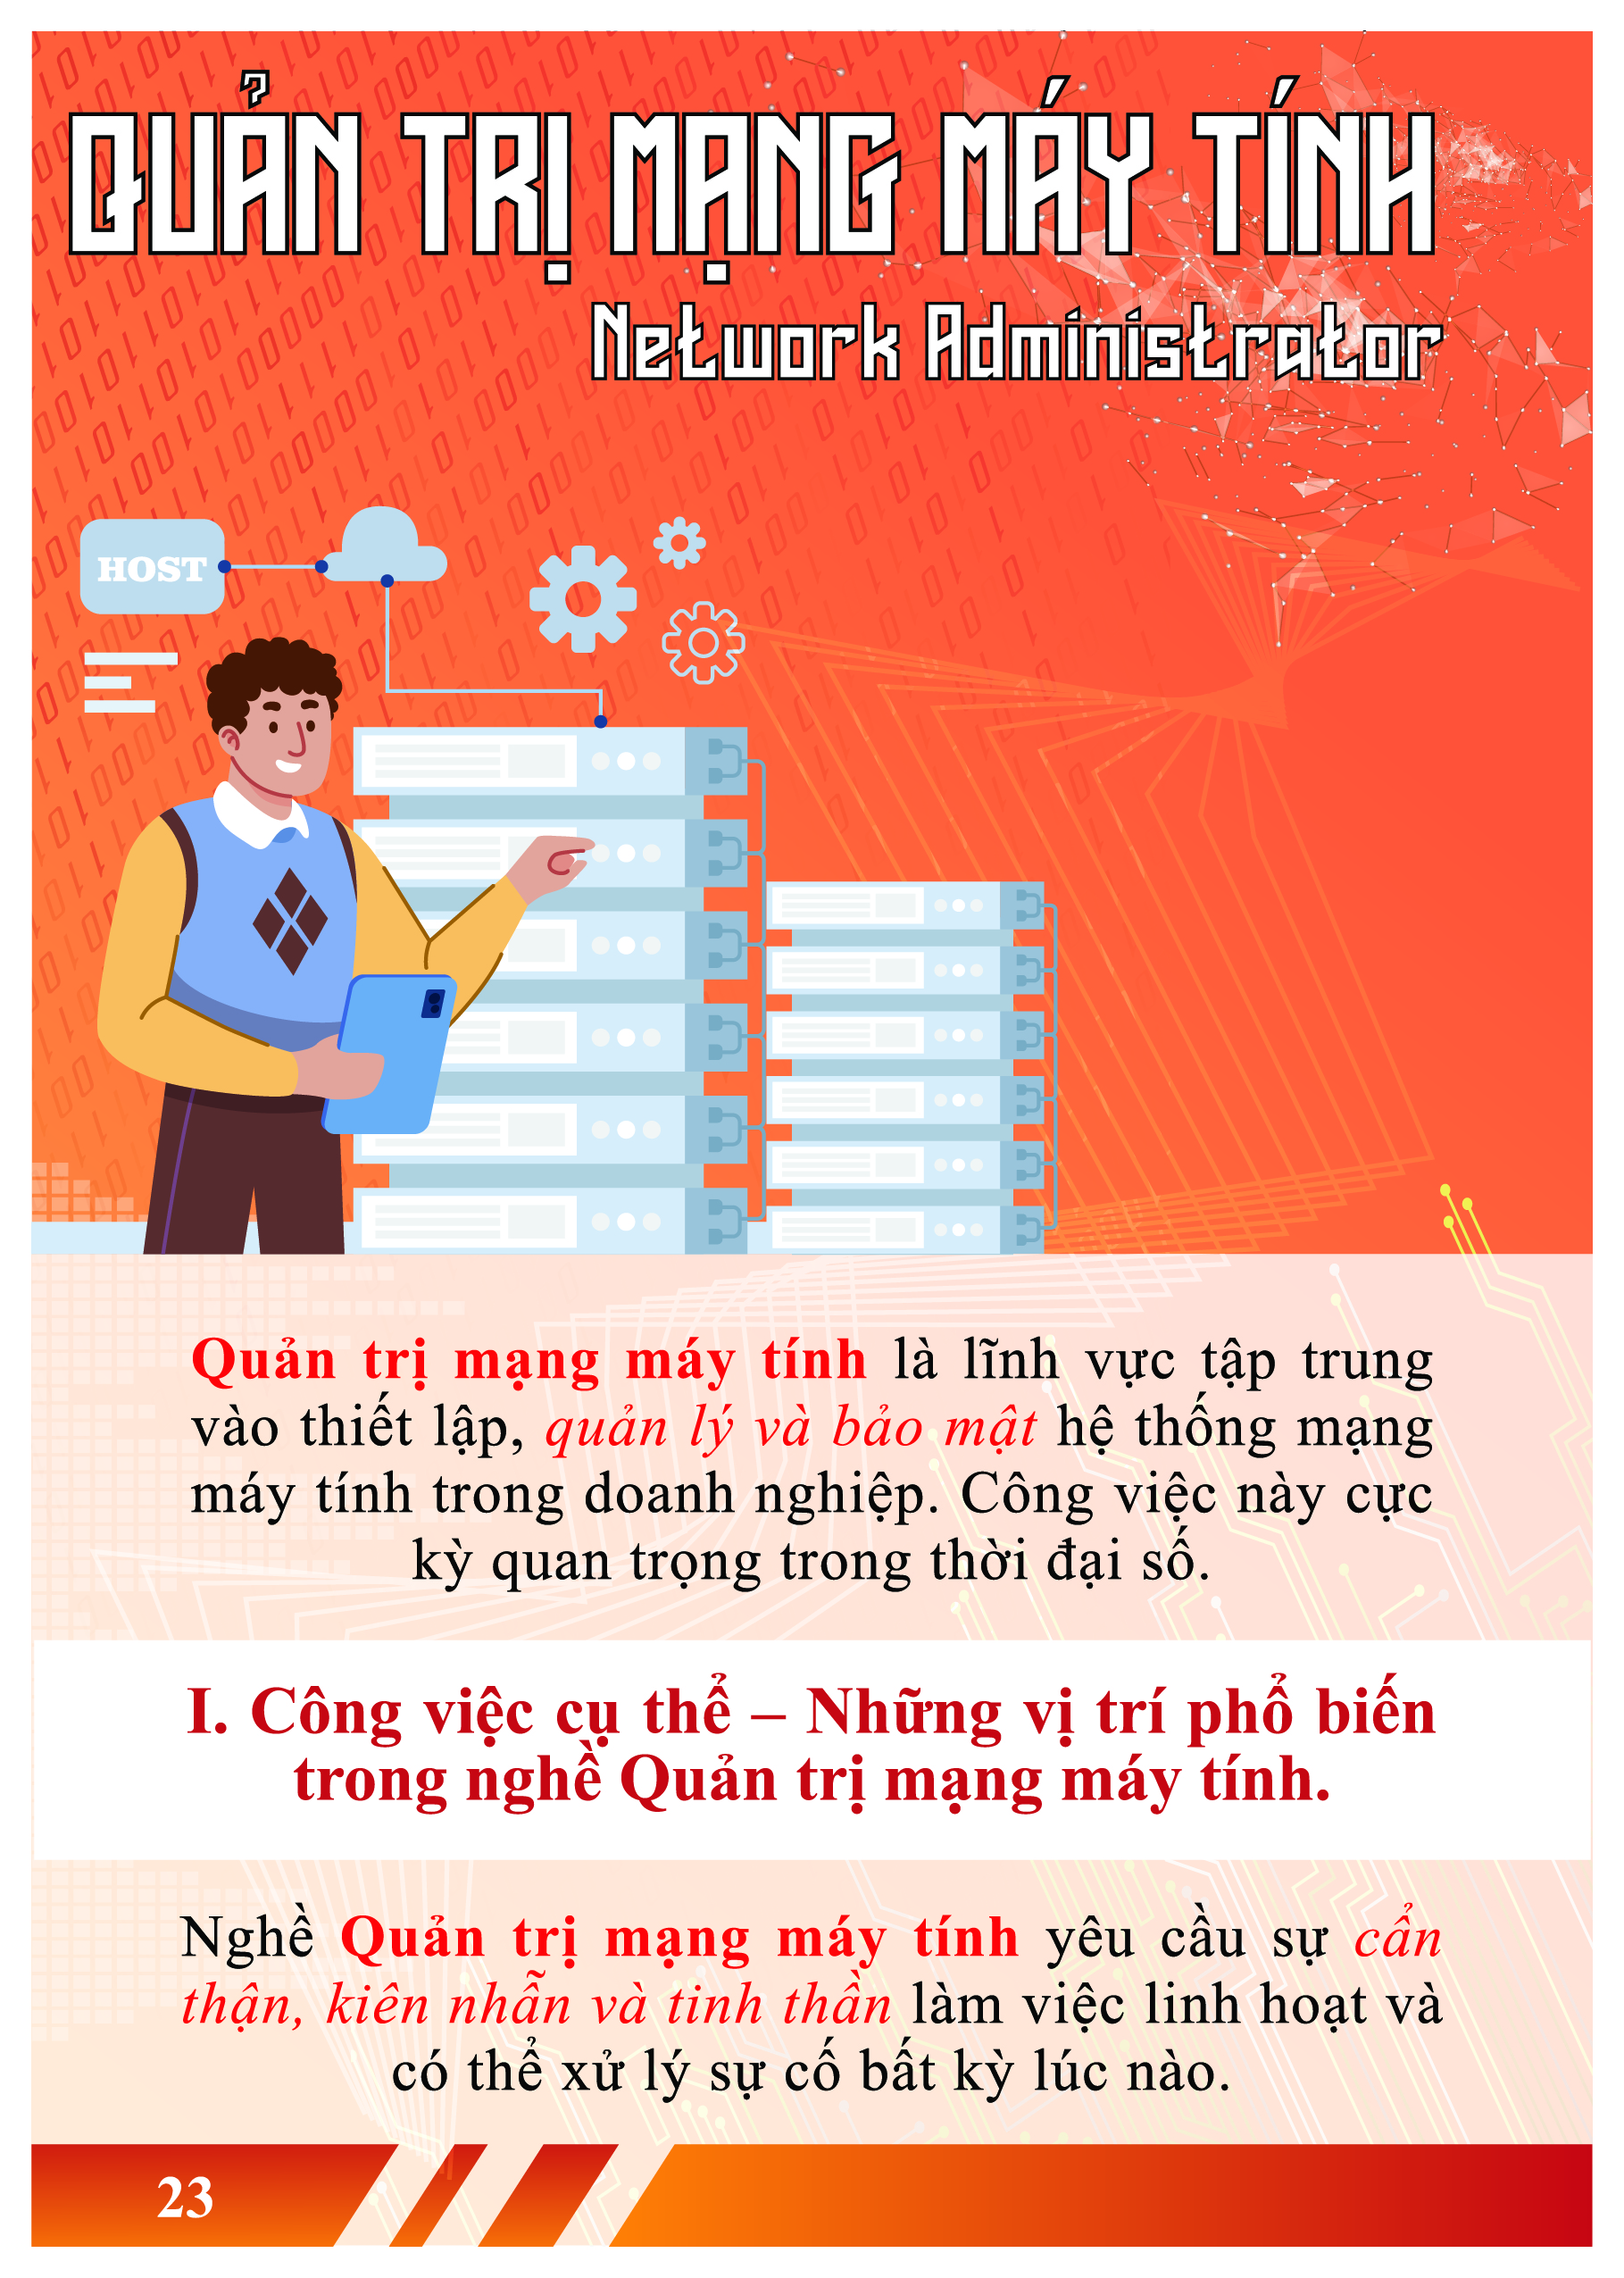 QUẢN TRỊ MẠNG MÁY TÍNH
Network Administrator
HOST
Quản trị mạng máy tính là lĩnh vực tập trung
vào thiết lập, quản lý và bảo mật hệ thống mạng
máy tính trong doanh nghiệp. Công việc này cực
kỳ quan trọng trong thời đại số.
I. Công việc cụ thể – Những vị trí phổ biến
trong nghề Quản trị mạng máy tính.
Nghề Quản trị mạng máy tính yêu cầu sự cẩn
thận, kiên nhẫn và tinh thần làm việc linh hoạt và
có thể xử lý sự cố bất kỳ lúc nào.
23